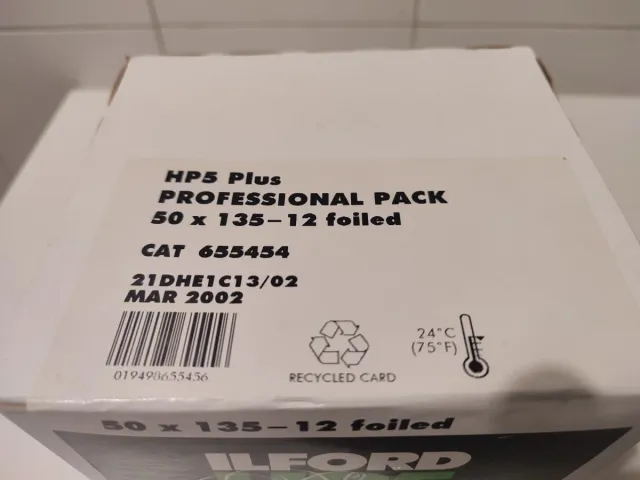 HP5 Plus
PROFESSIONAL PACK
50 x 135-12 foiled
CAT 655454
21DHE1C13/02
MAR 2002
019498655456
RECYCLED CARD
24°C
(75°F)
50 x 135-12 foiled
ILFORD